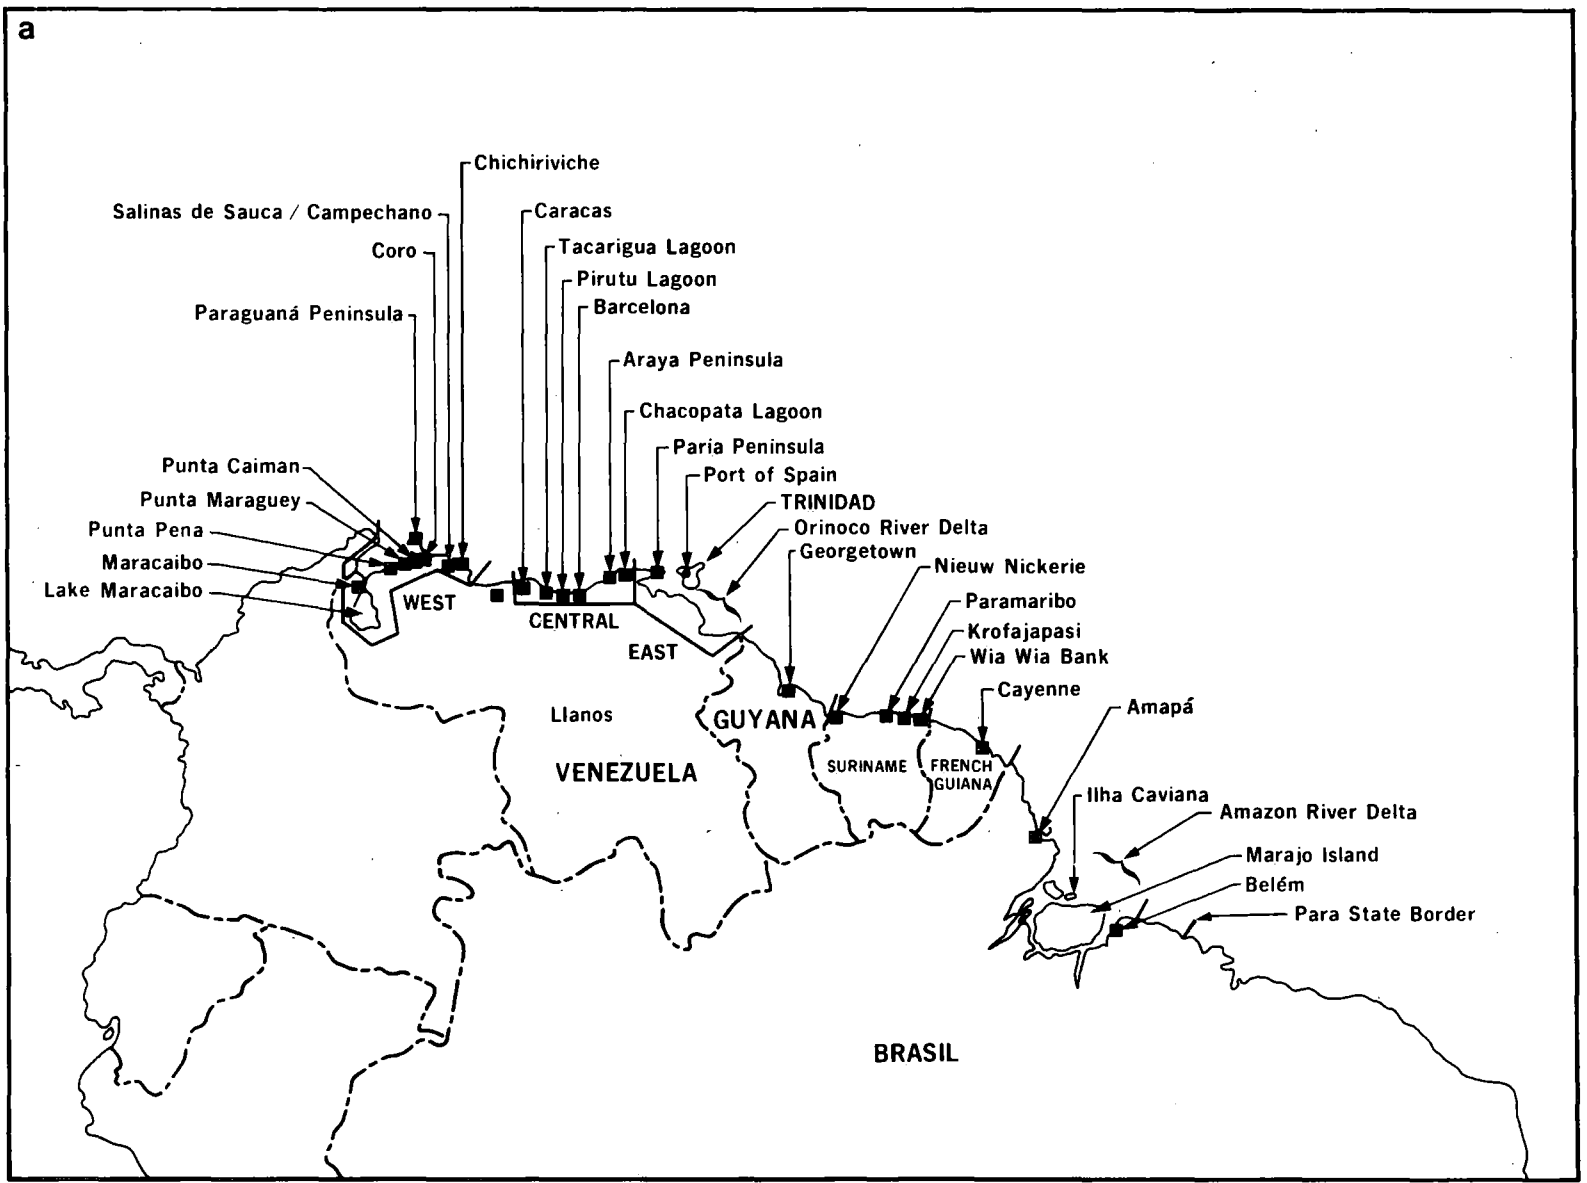 a
Chichiriviche
Salinas de Sauca / Campechano
Caracas
Coro
Tacarigua Lagoon
Pirutu Lagoon
Barcelona
Paraguaná Peninsula
Araya Peninsula
Chacopata Lagoon
Paria Peninsula
Punta Caiman
Port of Spain
Punta Maraguey
TRINIDAD
Punta Pena
Orinoco River Delta
Georgetown
Maracaibo
Nieuw Nickerie
Lake Maracaibo
WEST
Paramaribo
CENTRAL
Krofajapasi
EAST
Wia Wia Bank
Cayenne
Amapá
Llanos
GUYANA
VENEZUELA
SURINAME
FRENCH
GUIANA
Ilha Caviana
Amazon River Delta
Marajo Island
Belém
Para State Border
BRASIL